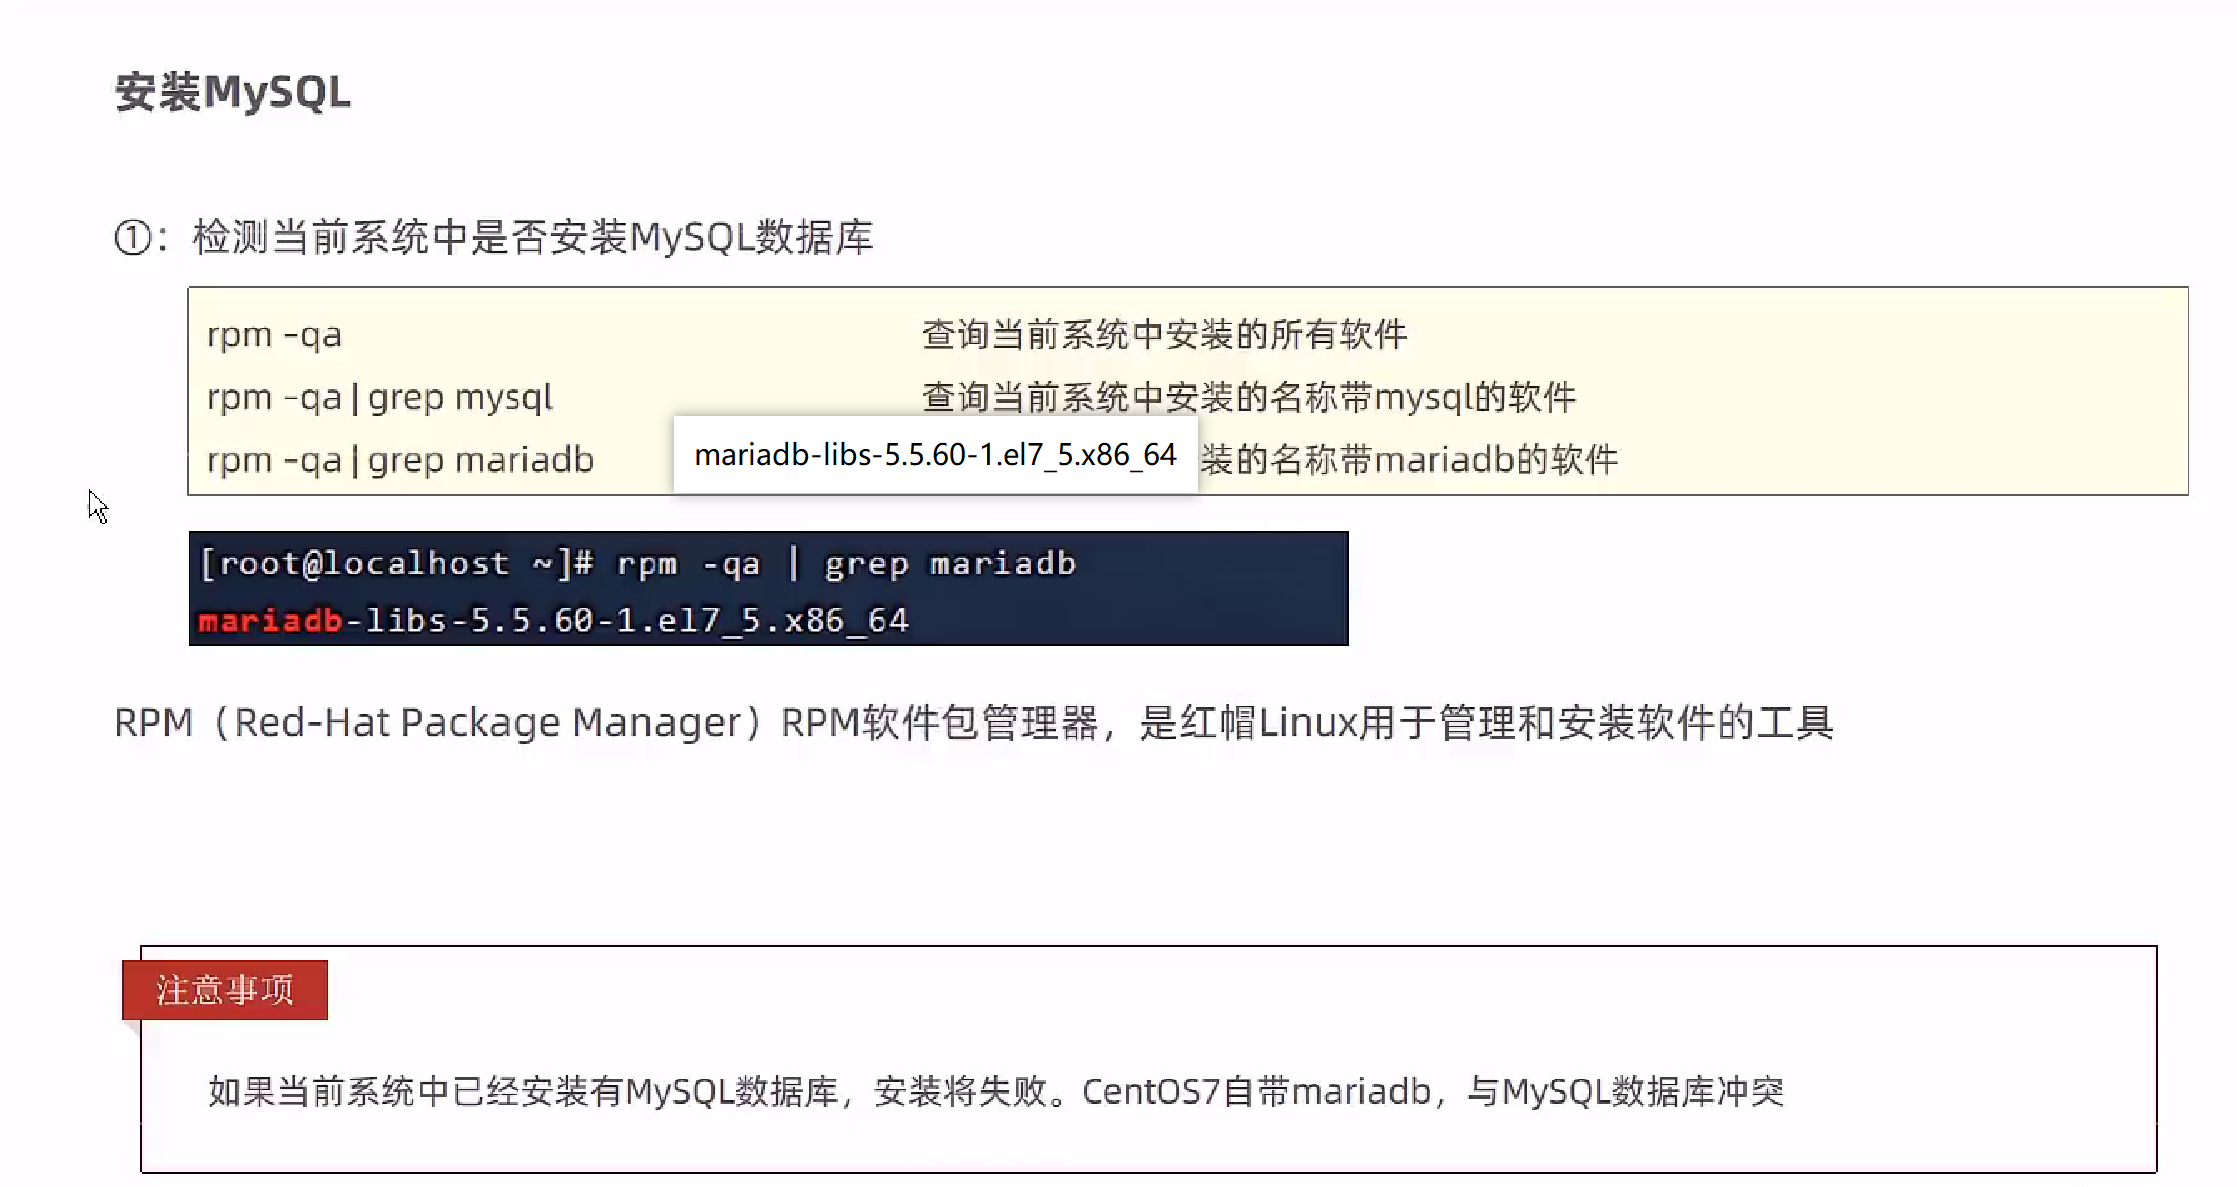 安装MySQL
①：检测当前系统中是否安装MySQL数据库
rpm -qa 查询当前系统中安装的所有软件
rpm -qa | grep mysql 查询当前系统中安装的名称带mysql的软件
rpm -qa | grep mariadb mariadb-libs-5.5.60-1.el7_5.x86_64 装的名称带mariadb的软件
[root@localhost ~]# rpm -qa | grep mariadb
mariadb-libs-5.5.60-1.el7_5.x86_64
RPM（Red-Hat Package Manager）RPM软件包管理器，是红帽Linux用于管理和安装软件的工具
注意事项
如果当前系统中已经安装有MySQL数据库，安装将失败。CentOS7自带mariadb，与MySQL数据库冲突